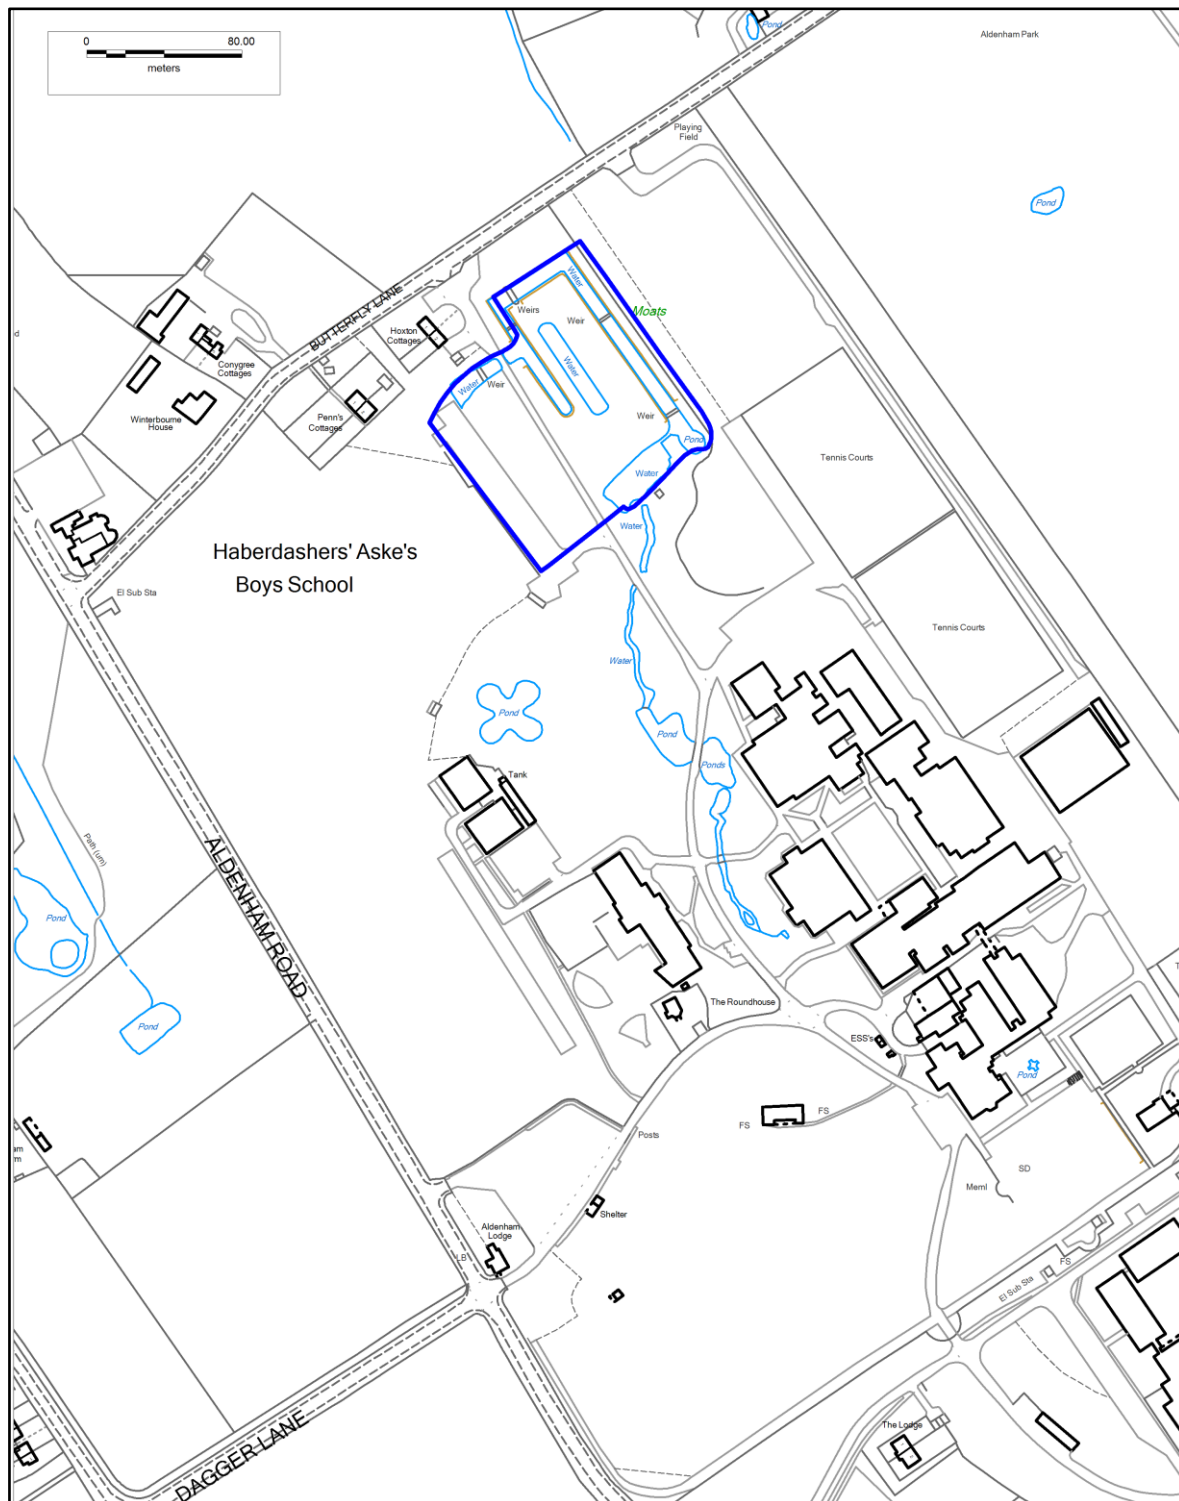 0 80.00
meters
Pond
Aldenham Park
Playing
Field
Pond
Water
Moats
Weirs
Weir
BUTTERFLY LANE
Hoxton
Cottages
Water
Conygree
Cottages
Water
Weir
Penn's
Cottages
Winterbourne
House
Weir
Pond
Tennis Courts
Water
Water
Haberdashers' Aske's
Boys School
El Sub Sta
Tennis Courts
Water
Pond
Pond
Ponds
Tank
Path (um)
ALDENHAM ROAD
Pond
The Roundhouse
Pond
ESS's
Pond
FS
FS
Posts
SD
Meml
Shelter
Aldenham
Lodge
LB
FS
El Sub Sta
The Lodge
DAGGER LANE